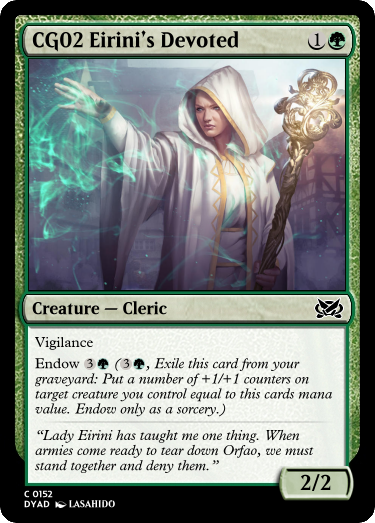 CG02 Eirini's Devoted 1
Creature — Cleric
Vigilance
Endow 3 (3, Exile this card from your
graveyard: Put a number of +1/+1 counters on
target creature you control equal to this cards mana
value. Endow only as a sorcery.)
"Lady Eirini has taught me one thing. When
armies come ready to tear down Orfao, we must
stand together and deny them."
2/2
C 0152
DYAD LASAHIDO